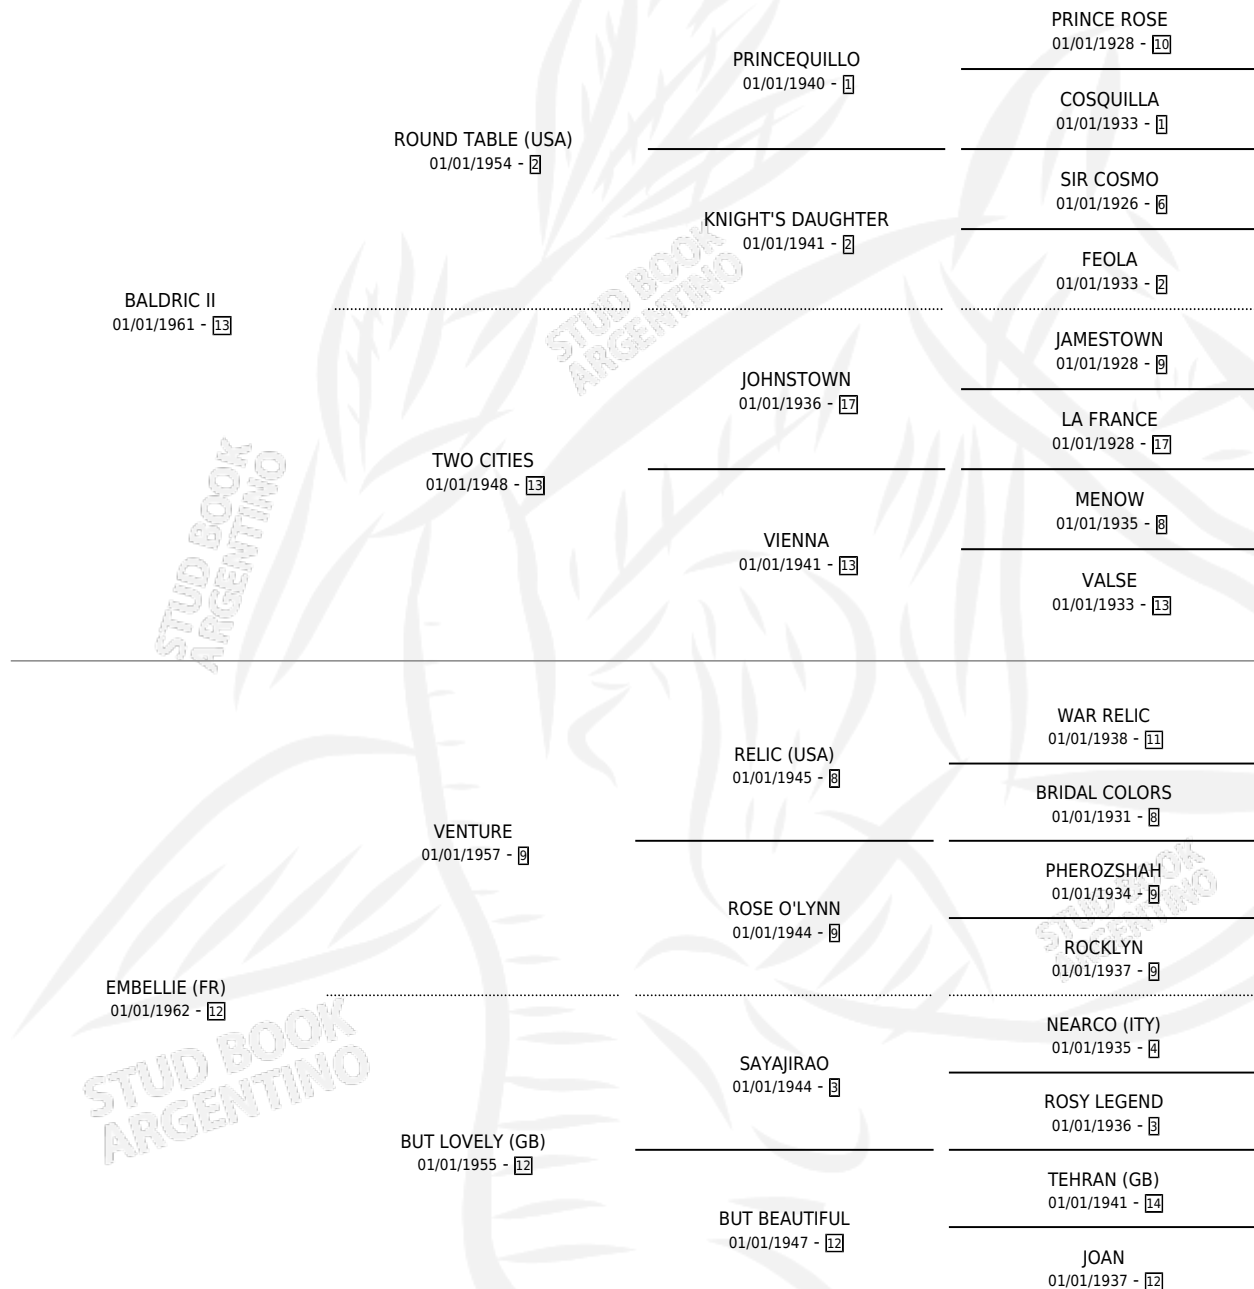 PRINCE ROSE
01/01/1928 - 10
PRINCEQUILLO
01/01/1940 - 1
COSQUILLA
01/01/1933 - 1
ROUND TABLE (USA)
01/01/1954 - 2
SIR COSMO
01/01/1926 - 6
KNIGHT'S DAUGHTER
01/01/1941 - 2
FEOLA
01/01/1933 - 2
BALDRIC II
01/01/1961 - 13
JAMESTOWN
01/01/1928 - 9
JOHNSTOWN
01/01/1936 - 17
LA FRANCE
01/01/1928 - 17
TWO CITIES
01/01/1948 - 13
MENOW
01/01/1935 - 8
VIENNA
01/01/1941 - 13
VALSE
01/01/1933 - 13
WAR RELIC
01/01/1938 - 11
RELIC (USA)
01/01/1945 - 8
BRIDAL COLORS
01/01/1931 - 8
VENTURE
01/01/1957 - 9
PHEROZSHAH
01/01/1934 - 9
ROSE O'LYNN
01/01/1944 - 9
ROCKLYN
01/01/1937 - 9
EMBELLIE (FR)
01/01/1962 - 12
NEARCO (ITY)
01/01/1935 - 4
SAYAJIRAO
01/01/1944 - 3
ROSY LEGEND
01/01/1936 - 3
BUT LOVELY (GB)
01/01/1955 - 12
TEHRAN (GB)
01/01/1941 - 14
BUT BEAUTIFUL
01/01/1947 - 12
JOAN
01/01/1937 - 12
STUD BOOK
ARGENTINO
STUD BOOK
ARGENTINO
STUD BOOK
ARGENTINO
STUD BOOK
ARGENTINO